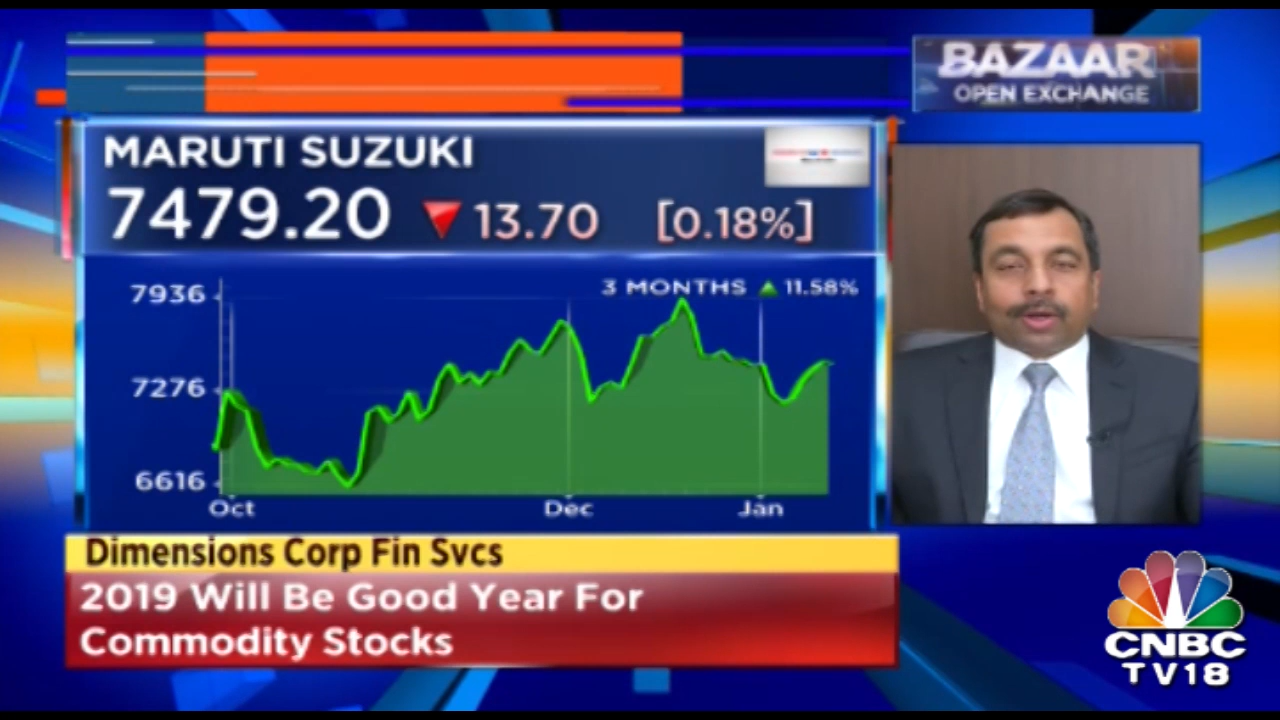 BAZAAR
OPEN EXCHANGE
MARUTI SUZUKI
7479.20 ▼ 13.70 [0.18%]
3 MONTHS ▲ 11.58%
7936
7276
6616
Oct Dec Jan
Dimensions Corp Fin Svcs
2019 Will Be Good Year For
Commodity Stocks
CNBC
TV18